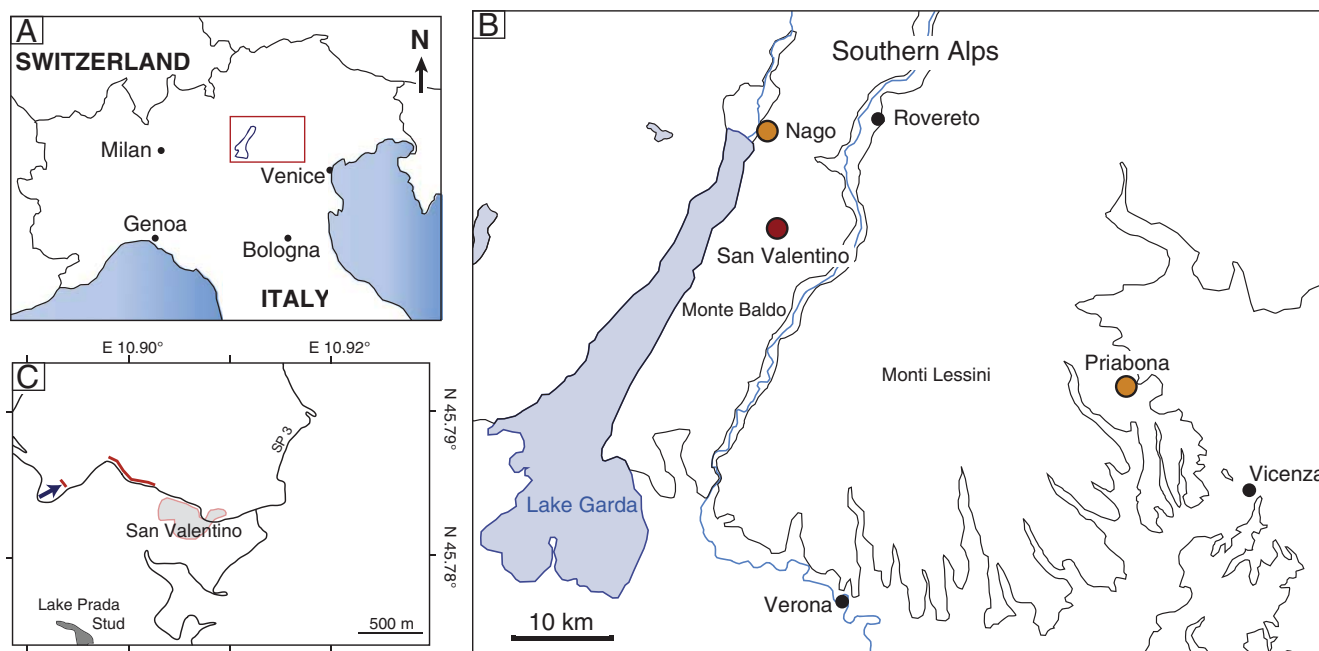 A
SWITZERLAND
N
Milan
Venice
Genoa
Bologna
ITALY
B
Southern Alps
Nago
Rovereto
San Valentino
Monte Baldo
Monti Lessini
Priabona
Vicenza
Lake Garda
Verona
10 km
E 10.90°
E 10.92°
C
N 45.79°
SP 3
San Valentino
N 45.78°
Lake Prada
Stud
500 m